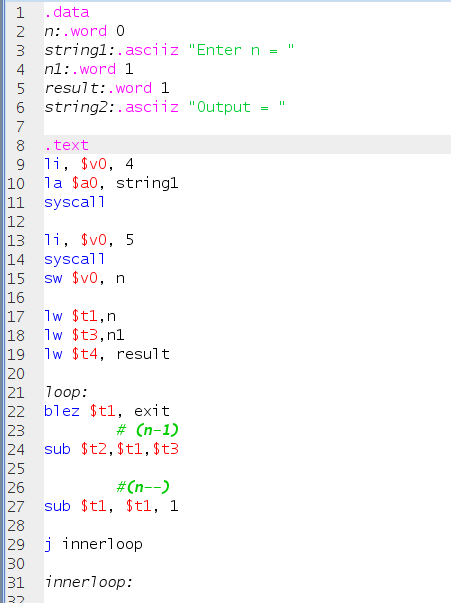 1 .data
2 n:.word 0
3 string1:.asciiz "Enter n = "
4 n1:.word 1
5 result:.word 1
6 string2:.asciiz "Output = "
7
8 .text
9 li, $v0, 4
10 la $a0, string1
11 syscall
12
13 li, $v0, 5
14 syscall
15 sw $v0, n
16
17 lw $t1,n
18 lw $t3,n1
19 lw $t4, result
20
21 loop:
22 blez $t1, exit
23 # (n-1)
24 sub $t2,$t1,$t3
25
26 #(n--)
27 sub $t1, $t1, 1
28
29 j innerloop
30
31 innerloop:
32